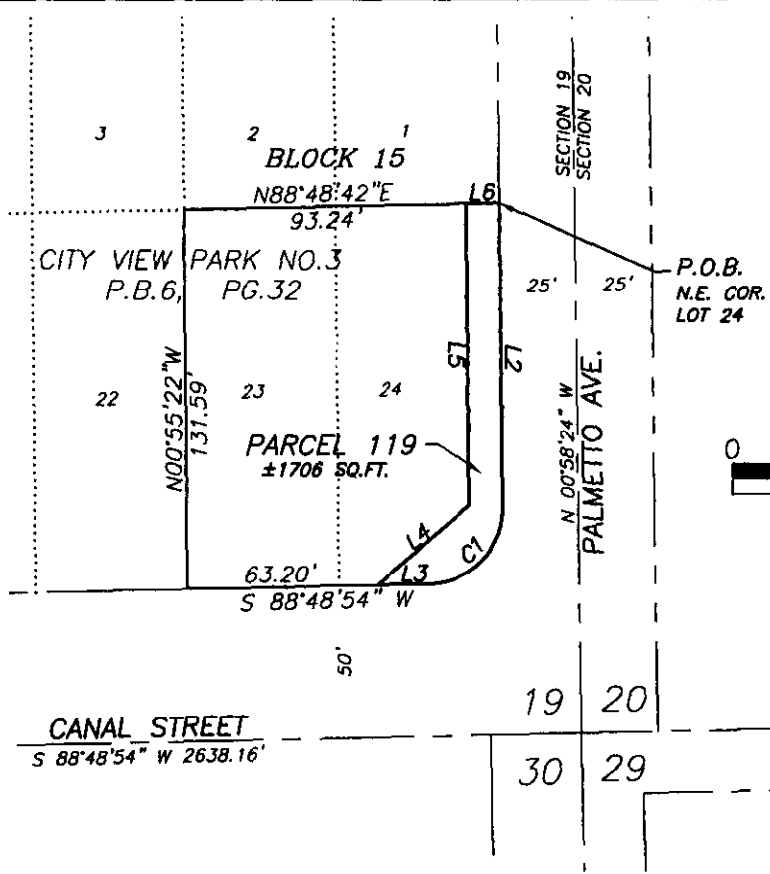 SECTION 19
SECTION 20
3
2
1
BLOCK 15
N88°48'42"E
93.24'
L6
CITY VIEW PARK NO.3
P.B.6, PG.32
P.O.B.
N.E. COR.
LOT 24
25'
25'
L5
L2
22
23
24
N00°55'22"W
131.59'
N 00°58'24" W
PALMETTO AVE.
PARCEL 119
±1706 SQ.FT.
0
L4
C1
L3
63.20'
S 88°48'54" W
50'
19
20
CANAL STREET
S 88°48'54" W 2638.16'
30
29